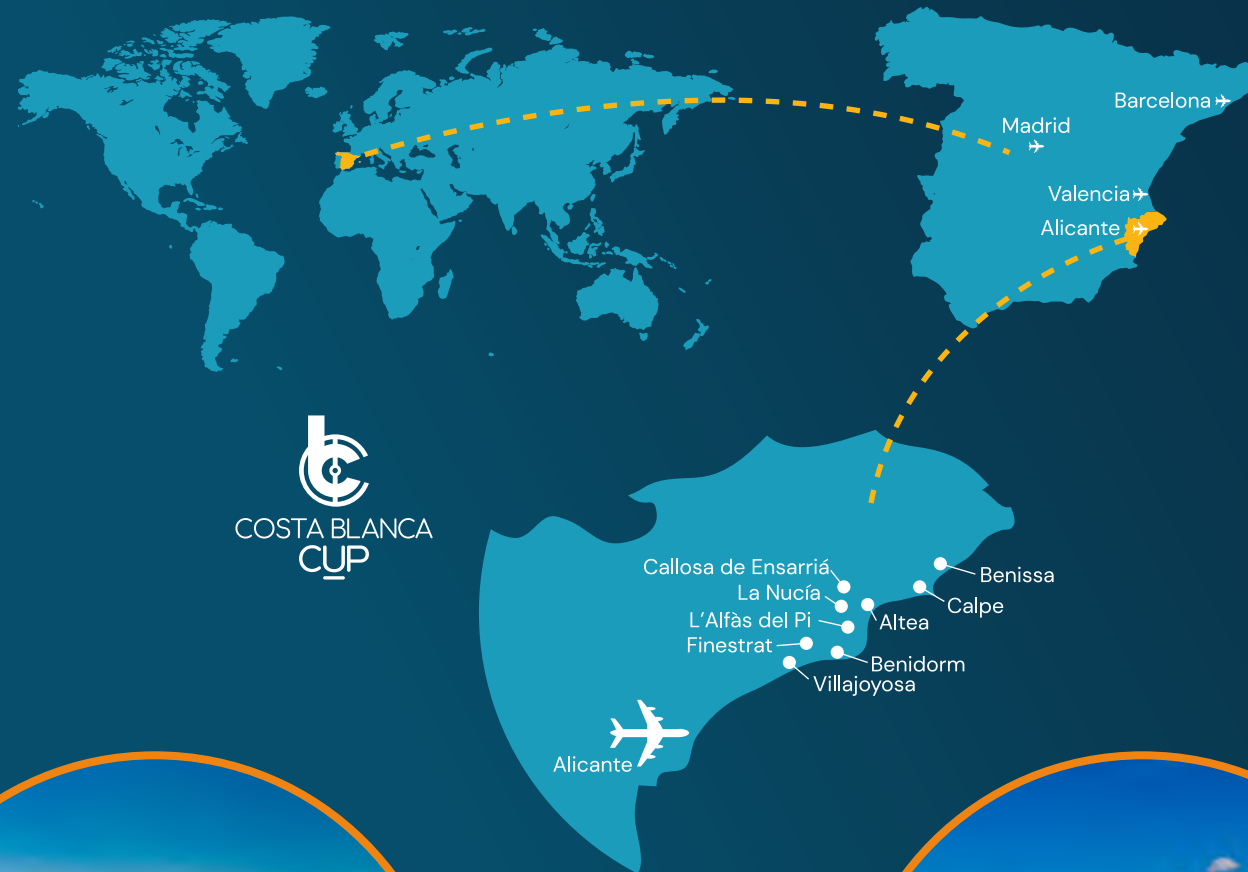 Barcelona
Madrid
Valencia
Alicante
COSTA BLANCA
CUP
Callosa de Ensarriá
La Nucía
L'Alfàs del Pi
Finestrat
Benissa
Calpe
Altea
Benidorm
Villajoyosa
Alicante